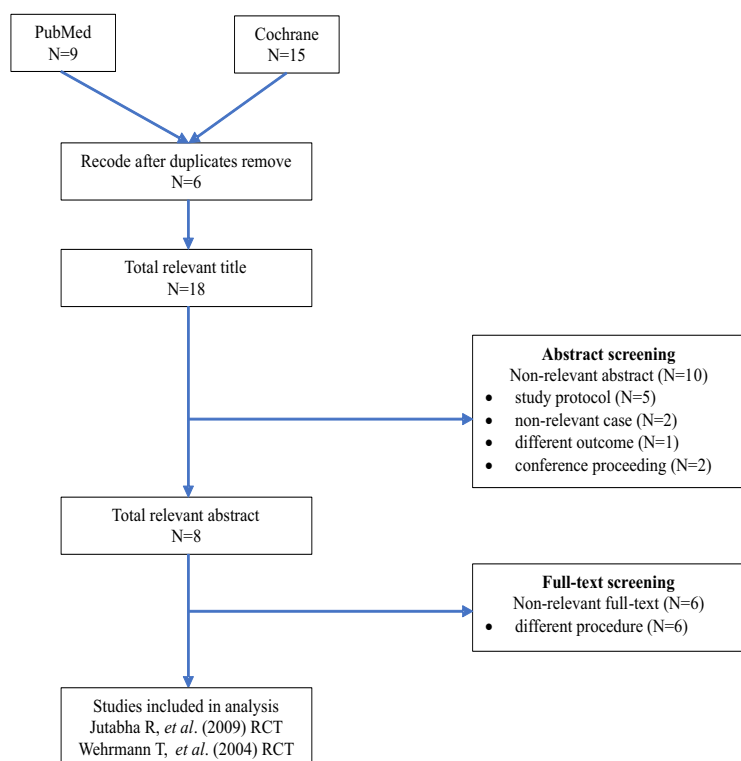 PubMed
N=9
Cochrane
N=15
Recode after duplicates remove
N=6
Total relevant title
N=18
Abstract screening
Non-relevant abstract (N=10)
• study protocol (N=5)
• non-relevant case (N=2)
• different outcome (N=1)
• conference proceeding (N=2)
Total relevant abstract
N=8
Full-text screening
Non-relevant full-text (N=6)
• different procedure (N=6)
Studies included in analysis
Jutabha R, et al. (2009) RCT
Wehrmann T, et al. (2004) RCT